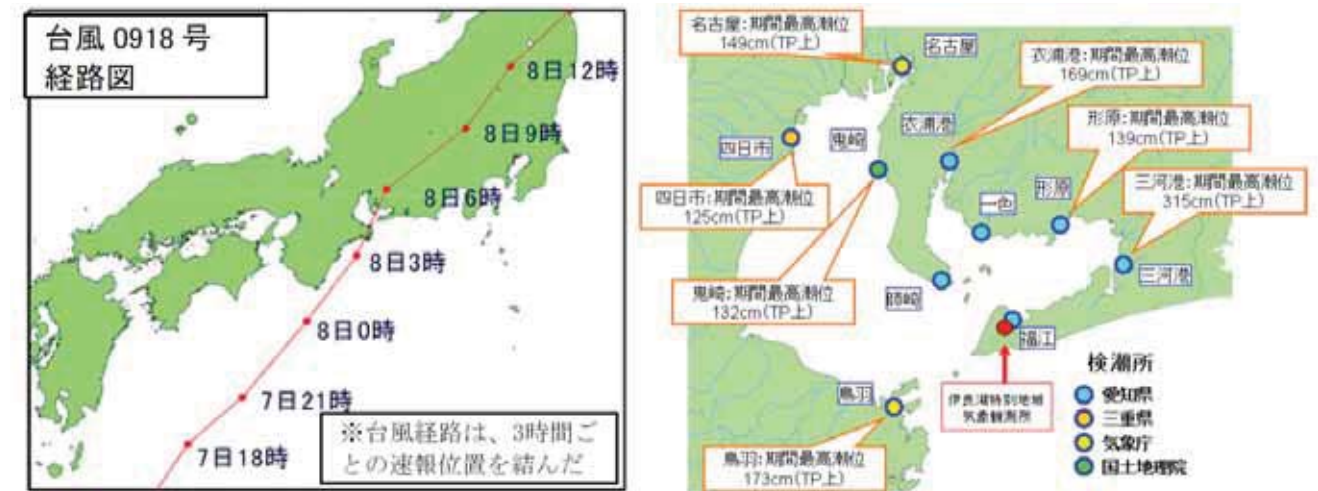 台風 0918 号
経路図
8日12時
8日9時
8日6時
8日3時
8日0時
7日21時
7日18時
※台風経路は、3時間ご
との速報位置を結んだ
名古屋:期間最高潮位
149cm(TP上)
名古屋
衣浦港:期間最高潮位
169cm(TP上)
衣浦港
形原:期間最高潮位
139cm(TP上)
鬼崎
四日市
三河港:期間最高潮位
315cm(TP上)
四日市:期間最高潮位
125cm(TP上)
形原
一色
三河港
鬼崎:期間最高潮位
132cm(TP上)
師崎
福江
検潮所
鳥羽
伊良湖特別地域
気象観測所
愛知県
三重県
気象庁
国土地理院
鳥羽:期間最高潮位
173cm(TP上)